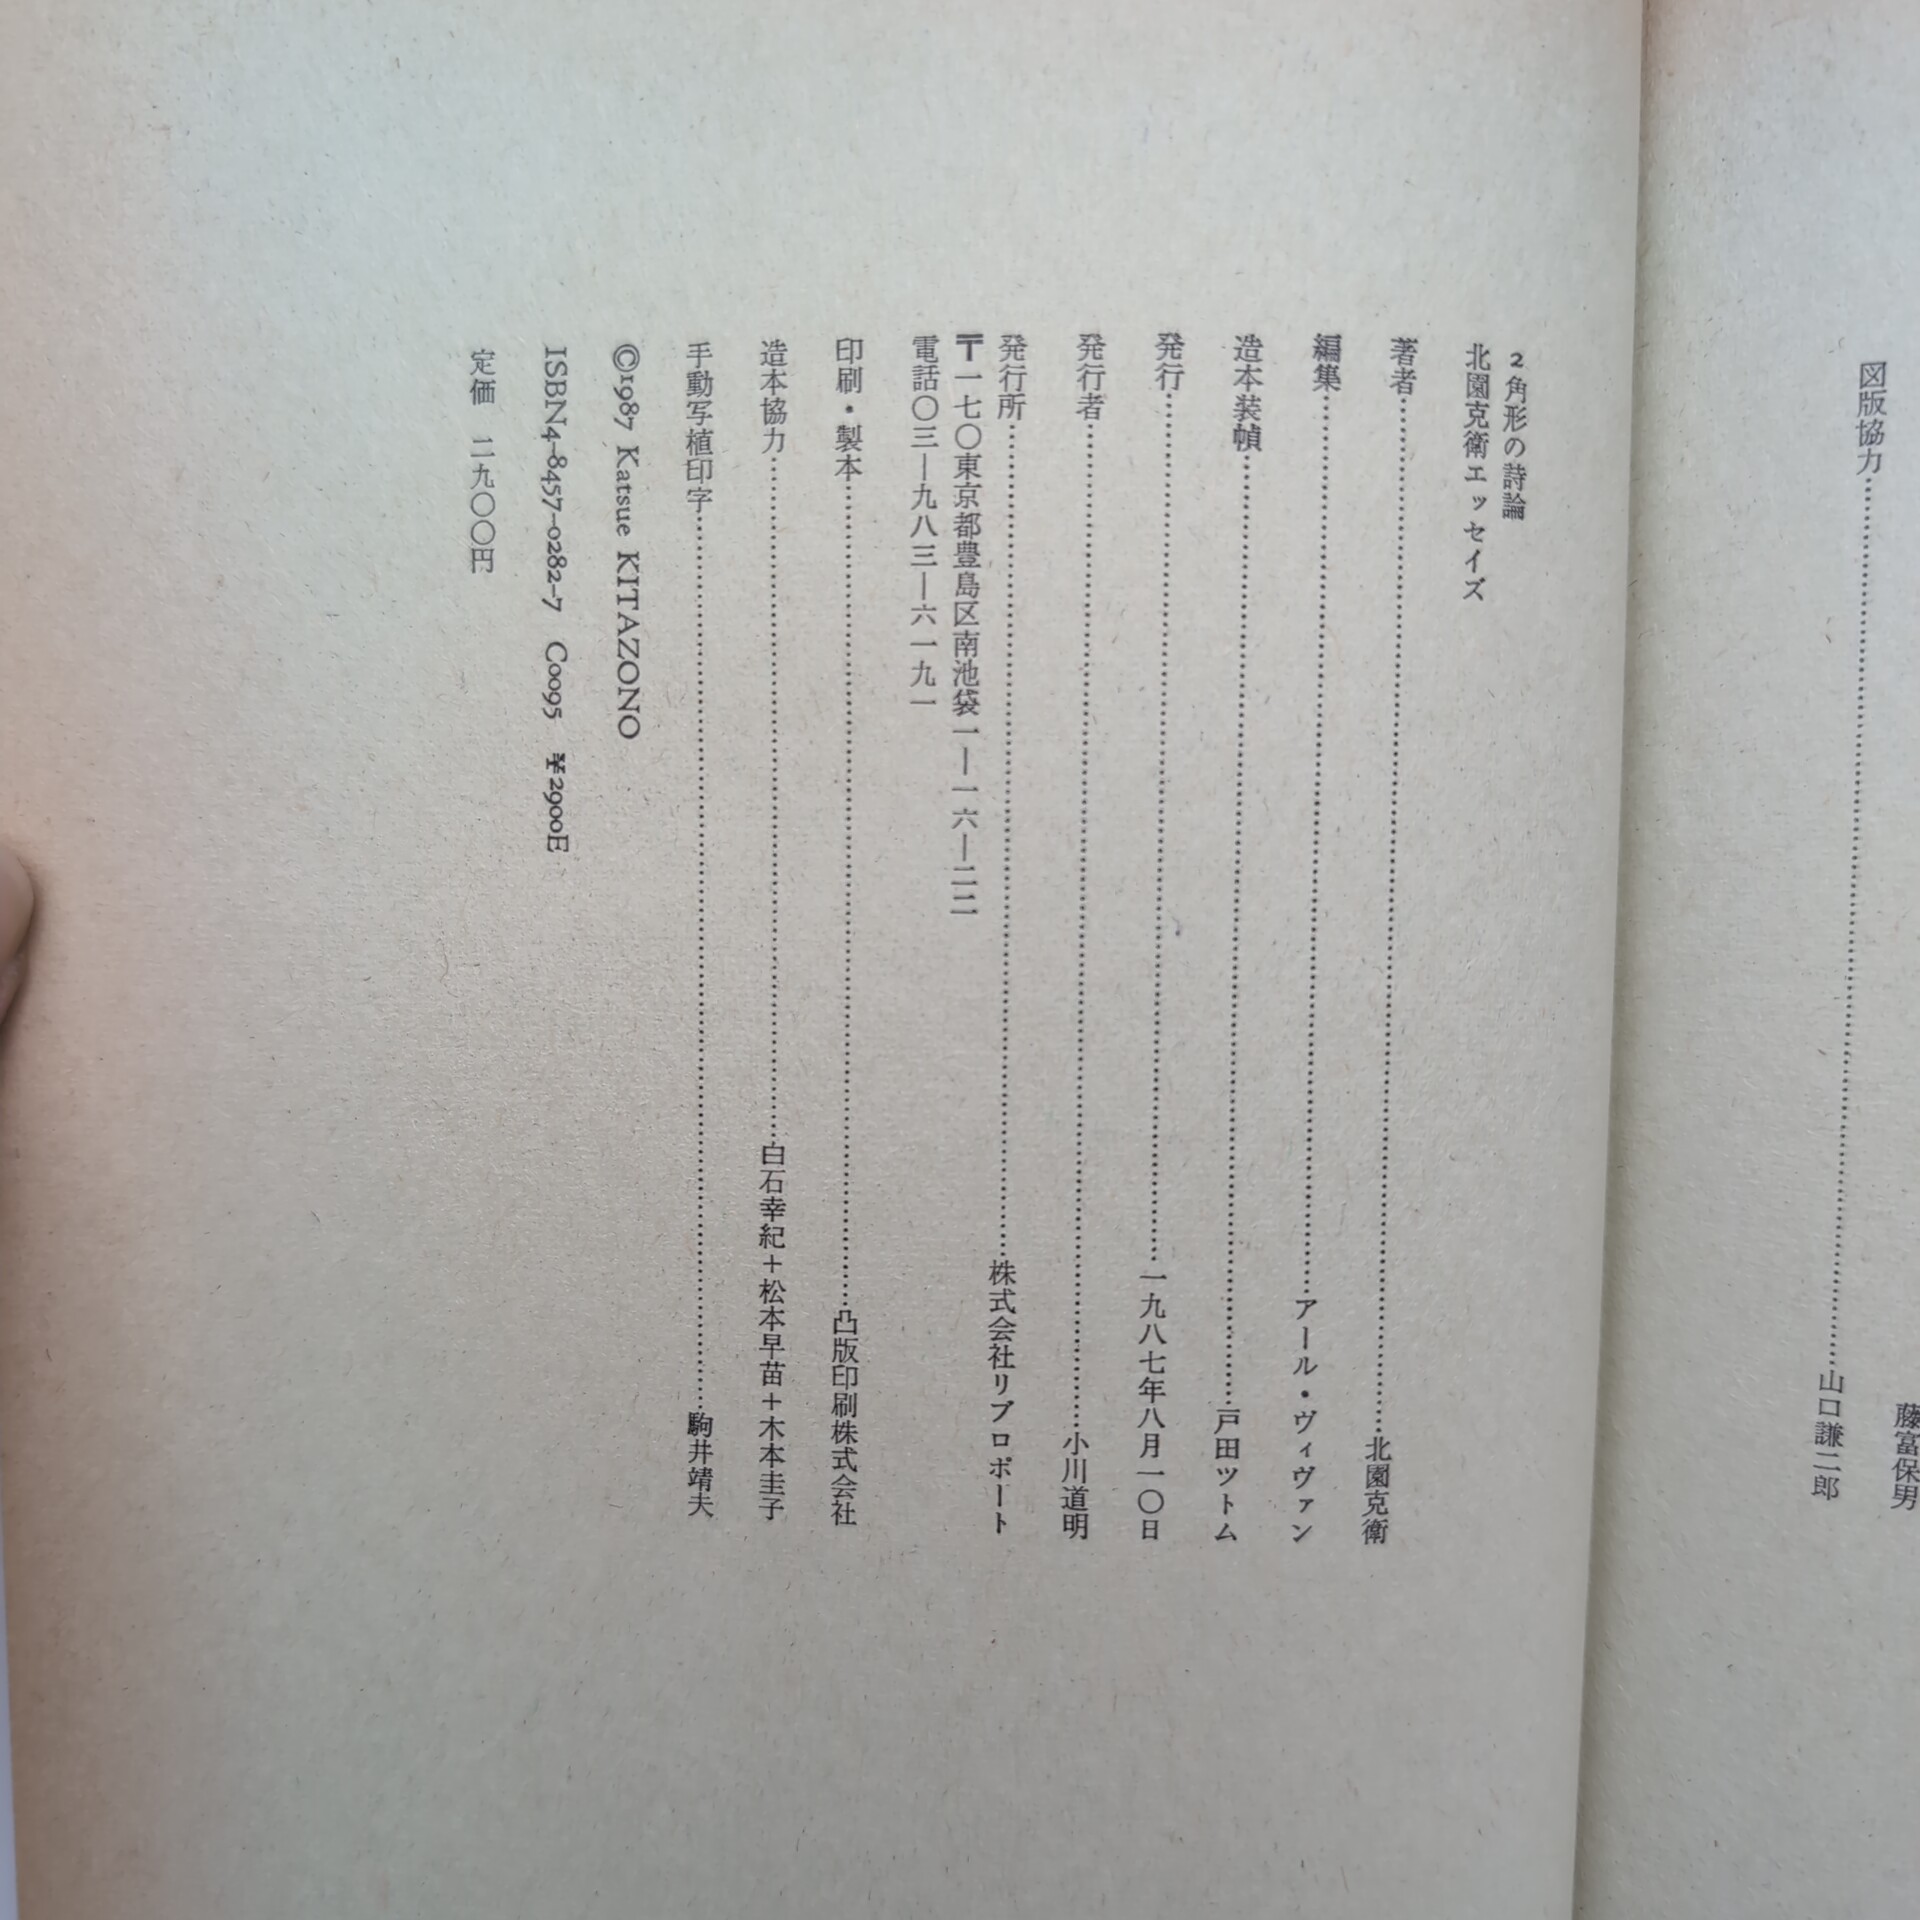 藤富保男
図版協力……山口謙二郎
2角形の詩論
北園克衛エッセイズ
著者……北園克衛
編集……アール・ヴィヴァン
造本装幀……戸田ツトム
発行……一九八七年八月一〇日
発行者……小川道明
発行所……株式会社リブロポート
〒一七〇東京都豊島区南池袋一—一六—二二
電話〇三—九八三—六一九一
印刷・製本……凸版印刷株式会社
造本協力……白石幸紀+松本早苗+木本圭子
手動写植印字……駒井靖夫
©1987 Katsue KITAZONO
ISBN4-8457-0282-7 C0095 ¥2900E
定価 二九〇〇円